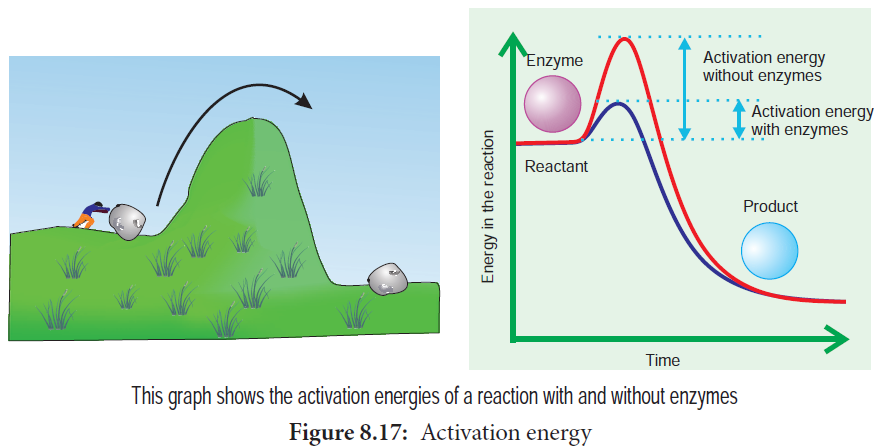 Enzyme
Activation energy
without enzymes
Activation energy
with enzymes
Reactant
Product
Energy in the reaction
Time
This graph shows the activation energies of a reaction with and without enzymes
Figure 8.17: Activation energy